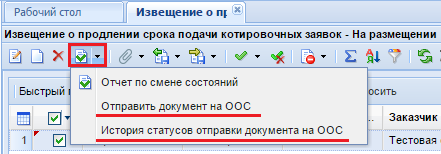 Рабочий стол
Извещение о пр
Извещение о продлении срока подачи котировочных заявок - На размещении
Отчет по смене состояний
Отправить документ на ООС
История статусов отправки документа на ООС
Быстрый
осить
Заказчик
1
Тестовая